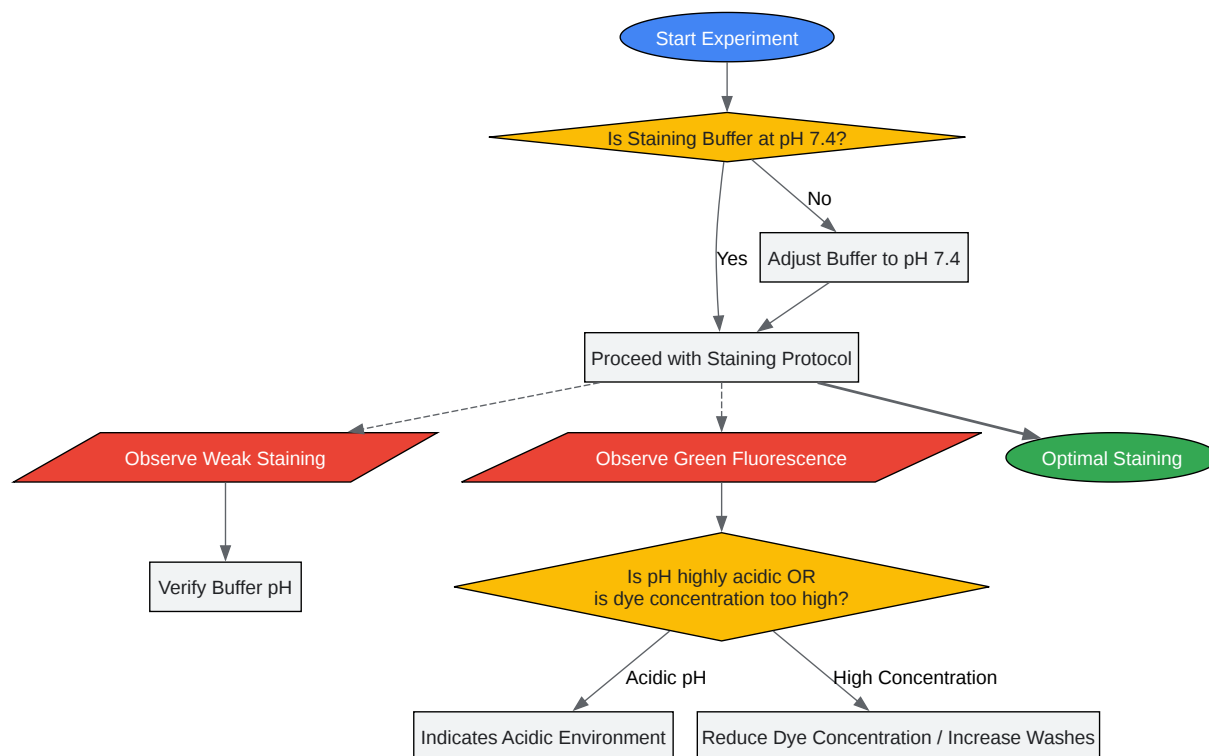 Start Experiment
Is Staining Buffer at pH 7.4?
No
Yes
Adjust Buffer to pH 7.4
Proceed with Staining Protocol
Observe Weak Staining
Observe Green Fluorescence
Optimal Staining
Verify Buffer pH
Is pH highly acidic OR
is dye concentration too high?
Acidic pH
High Concentration
Indicates Acidic Environment
Reduce Dye Concentration / Increase Washes